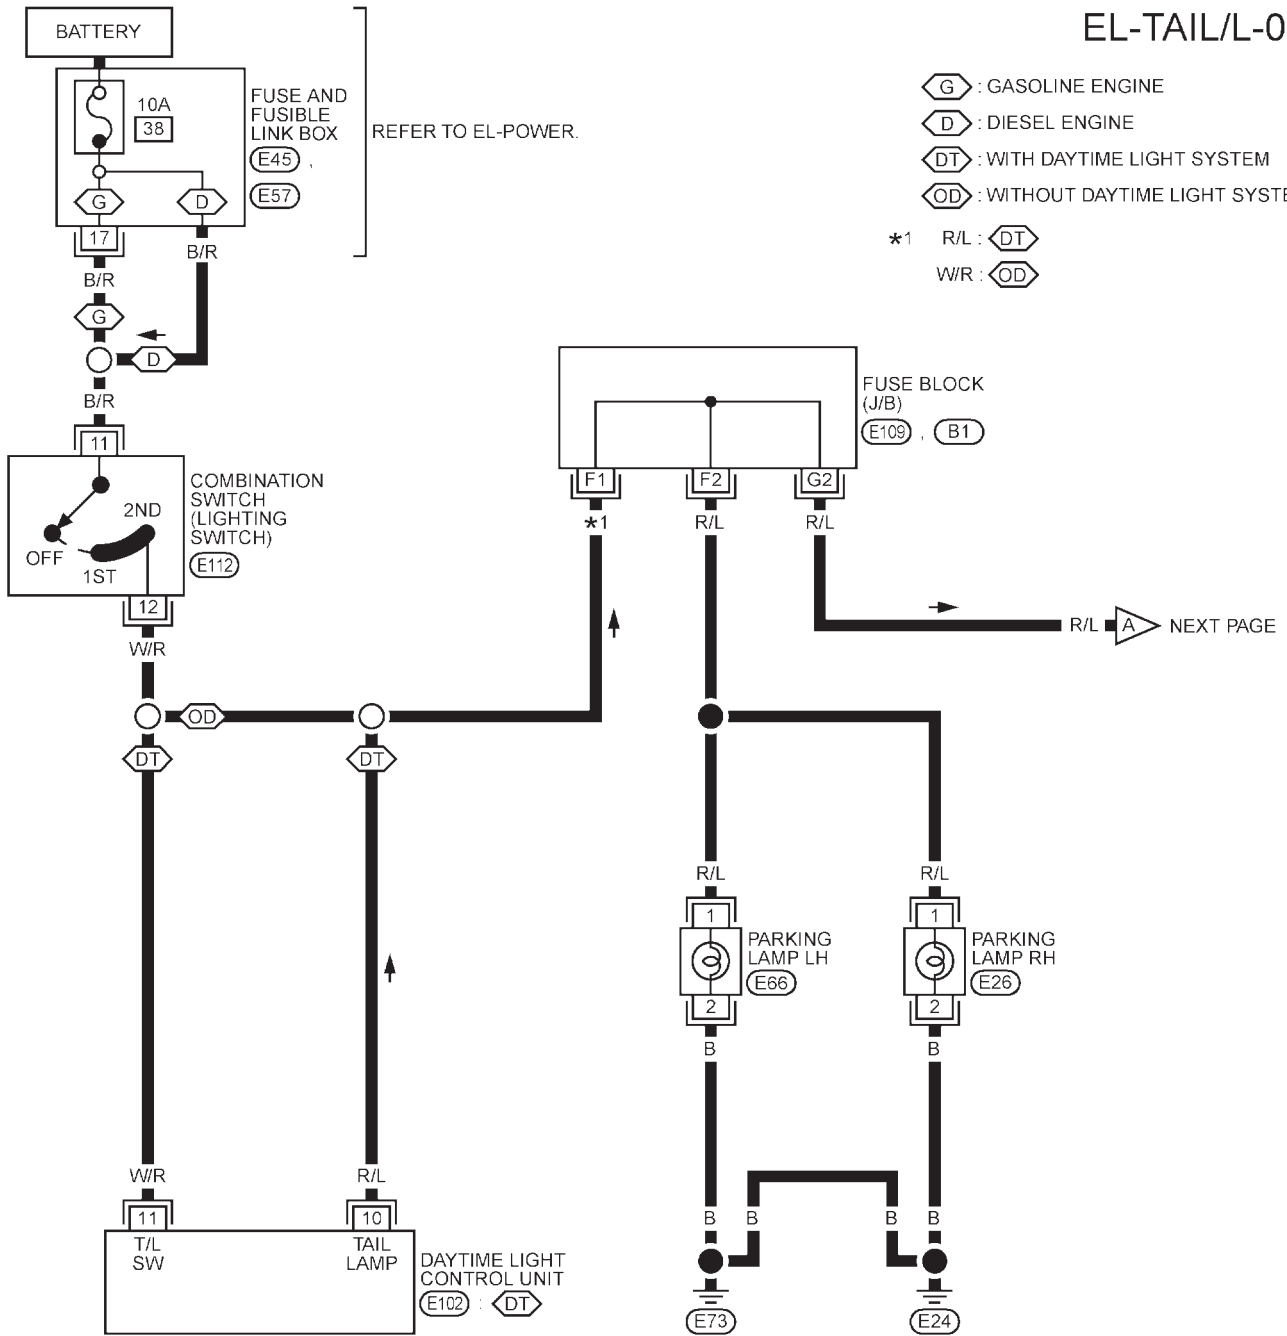 EL-TAIL/L-0
BATTERY
10A
38
FUSE AND
FUSIBLE
LINK BOX
E45 ,
E57
REFER TO EL-POWER.
G : GASOLINE ENGINE
D : DIESEL ENGINE
DT : WITH DAYTIME LIGHT SYSTEM
OD : WITHOUT DAYTIME LIGHT SYSTE
*1 R/L : DT
W/R : OD
G
D
17
B/R
B/R
G
D
B/R
11
COMBINATION
SWITCH
(LIGHTING
SWITCH)
E112
2ND
OFF
1ST
12
W/R
FUSE BLOCK
(J/B)
E109 , B1
F1
F2
G2
*1
R/L
R/L
R/L
A
NEXT PAGE
OD
DT
DT
R/L
R/L
1
PARKING
LAMP LH
E66
2
1
PARKING
LAMP RH
E26
2
B
B
W/R
R/L
B
B
B
B
11
10
T/L
SW
TAIL
LAMP
DAYTIME LIGHT
CONTROL UNIT
E102 : DT
E73
E24